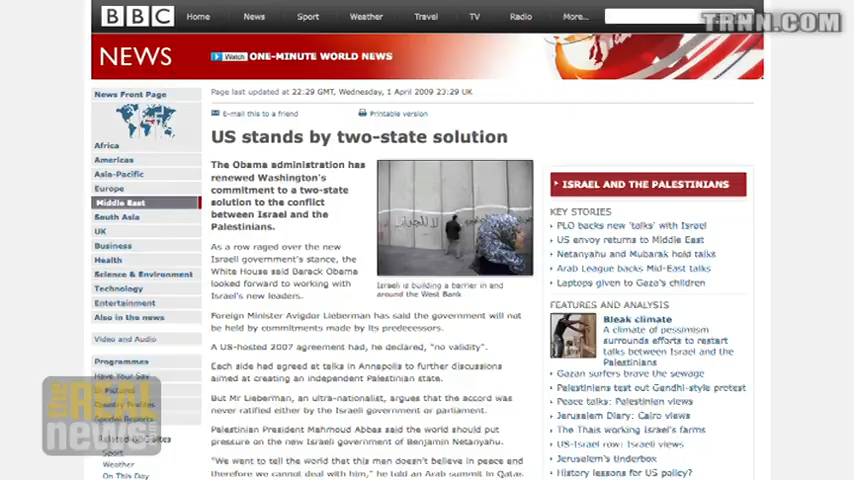 BBC
Home
News
Sport
Weather
Travel
TV
Radio
More...
TRNN.COM
NEWS
Watch ONE-MINUTE WORLD NEWS
News Front Page
Africa
Americas
Asia-Pacific
Europe
Middle East
South Asia
UK
Business
Health
Science & Environment
Technology
Entertainment
Also in the news
Video and Audio
Programmes
Have Your Say
In Pictures
Country Profiles
Special Reports
Related BBC sites
Sport
Weather
On This Day
the REAL news
Page last updated at 22:29 GMT, Wednesday, 1 April 2009 23:29 UK
E-mail this to a friend
Printable version
US stands by two-state solution
The Obama administration has
renewed Washington's
commitment to a two-state
solution to the conflict
between Israel and the
Palestinians.
As a row raged over the new
Israeli government's stance, the
White House said Barack Obama
looked forward to working with
Israel's new leaders.
Israeli is building a barrier in and
around the West Bank
Foreign Minister Avigdor Lieberman has said the government will not
be held by commitments made by its predecessors.
A US-hosted 2007 agreement had, he declared, "no validity".
Each side had agreed at talks in Annapolis to further discussions
aimed at creating an independent Palestinian state.
But Mr Lieberman, an ultra-nationalist, argues that the accord was
never ratified either by the Israeli government or parliament.
Palestinian President Mahmoud Abbas said the world should put
pressure on the new Israeli government of Benjamin Netanyahu.
"We want to tell the world that this man doesn't believe in peace and
therefore we cannot deal with him," he told an Arab summit in Qatar.
ISRAEL AND THE PALESTINIANS
KEY STORIES
PLO backs new 'talks' with Israel
US envoy returns to Middle East
Netanyahu and Mubarak hold talks
Arab League backs Mid-East talks
Laptops given to Gaza's children
FEATURES AND ANALYSIS
Bleak climate
A climate of pessimism
surrounds efforts to restart
talks between Israel and the
Palestinians
Gazan surfers brave the sewage
Palestinians test out Gandhi-style protest
Peace talks: Palestinian views
Jerusalem Diary: Cairo views
The Thais working Israel's farms
US-Israel row: Israeli views
Jerusalem's tinderbox
History lessons for US policy?